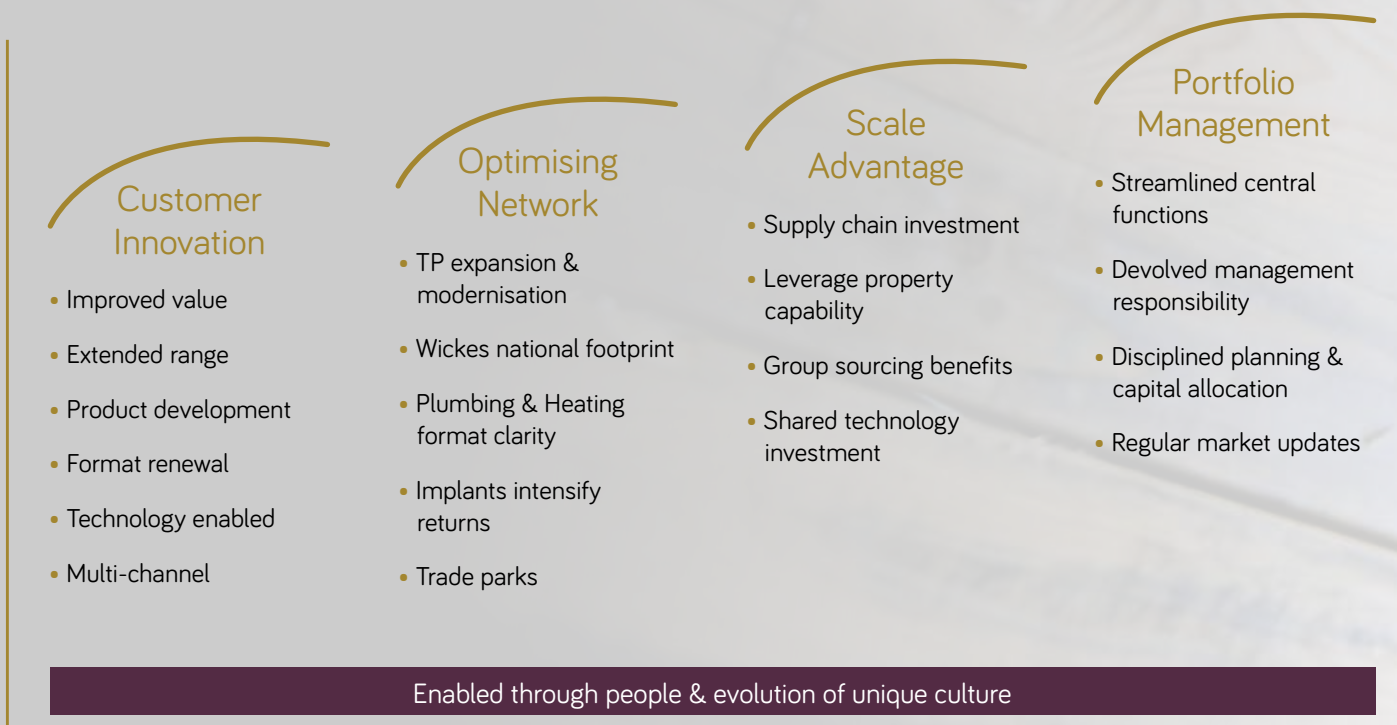 Customer
Innovation
• Improved value
• Extended range
• Product development
• Format renewal
• Technology enabled
• Multi-channel
Optimising
Network
• TP expansion &
modernisation
• Wickes national footprint
• Plumbing & Heating
format clarity
• Implants intensify
returns
• Trade parks
Scale
Advantage
• Supply chain investment
• Leverage property
capability
• Group sourcing benefits
• Shared technology
investment
Portfolio
Management
• Streamlined central
functions
• Devolved management
responsibility
• Disciplined planning &
capital allocation
• Regular market updates
Enabled through people & evolution of unique culture